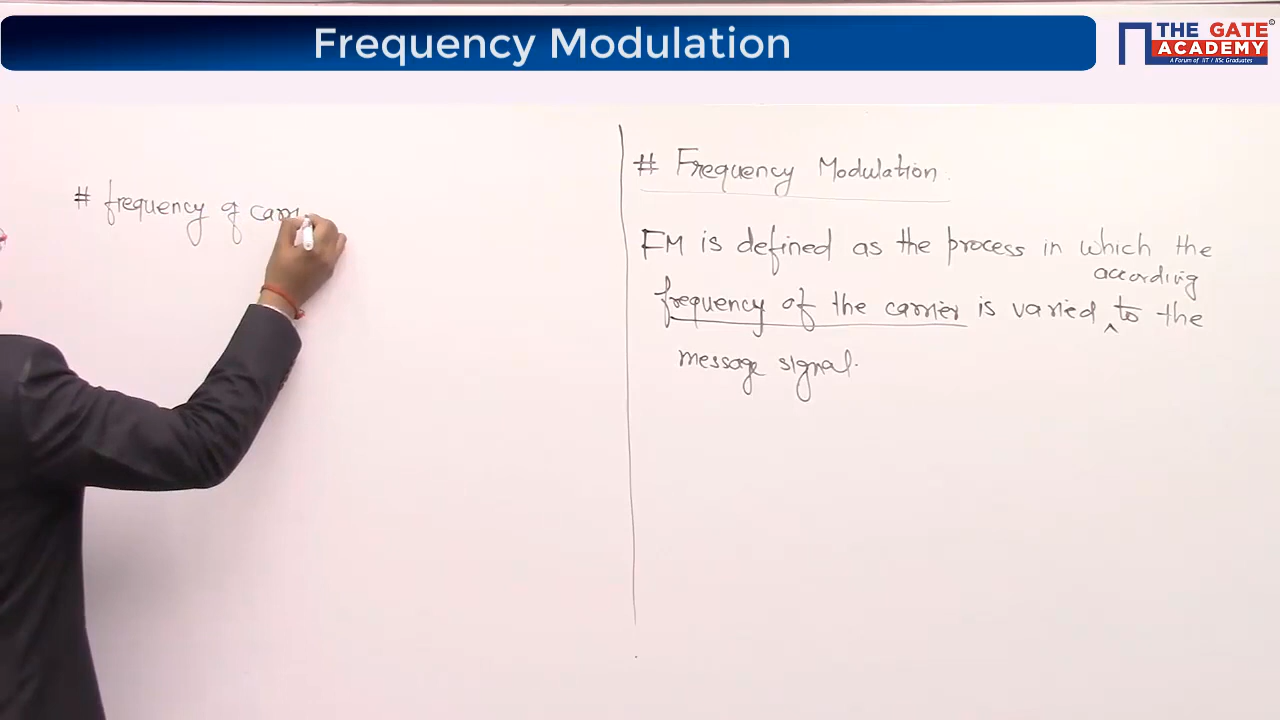 Frequency Modulation
THE GATE
ACADEMY
A Forum of IIT / IISc Graduates
# frequency of carri
# Frequency Modulation.
FM is defined as the process in which the
according
frequency of the carrier is varied ^ to the
message signal.